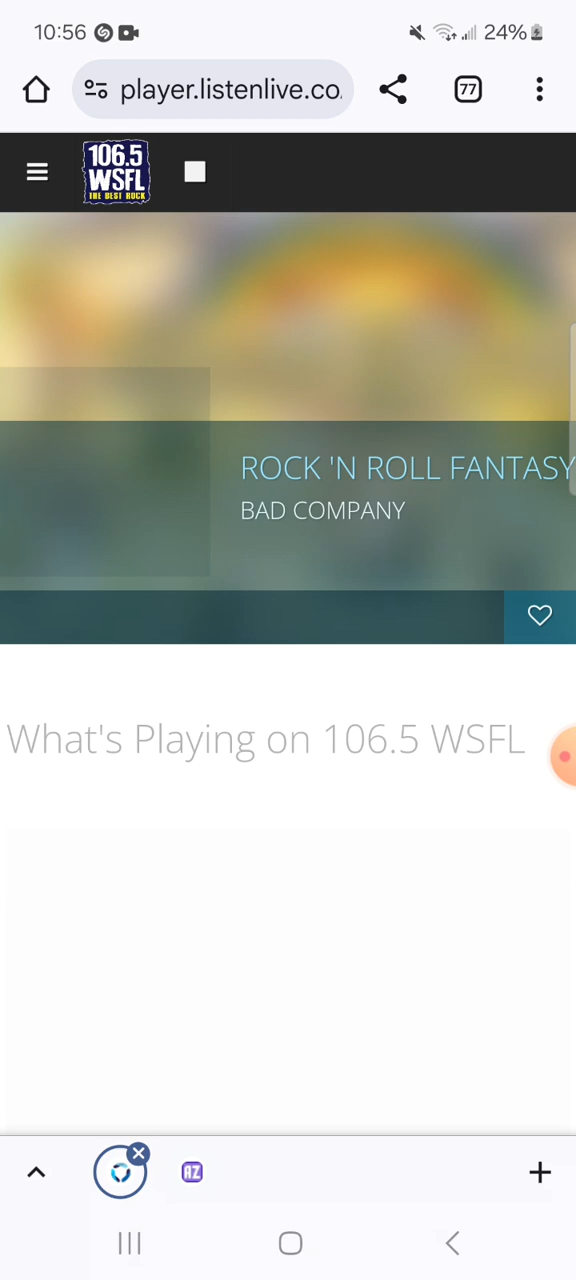 10:56
24%
player.listenlive.co.
77
106.5
WSFL
THE BEST ROCK
ROCK 'N ROLL FANTASY
BAD COMPANY
What's Playing on 106.5 WSFL
AZ